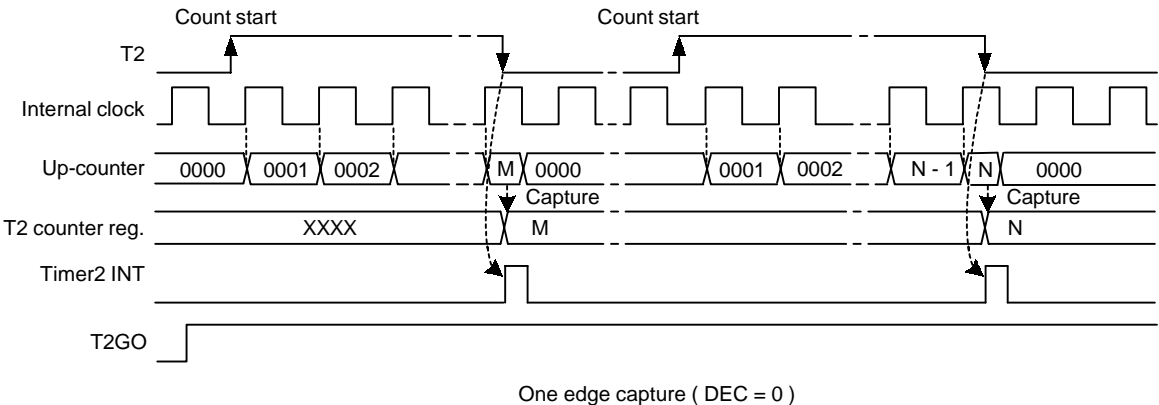 Count start Count start
T2
Internal clock
Up-counter 0000 0001 0002 M 0000 0001 0002 N - 1 N 0000
Capture Capture
T2 counter reg. XXXX M N
Timer2 INT
T2GO
One edge capture ( DEC = 0 )